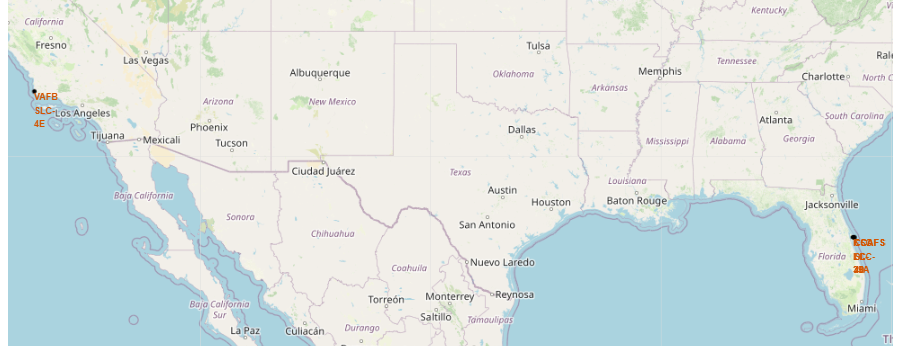 California
Kentucky
Fresno
Las Vegas
Tulsa
Tennessee
Ral
Albuquerque
Memphis
Charlotte
North C
Oklahoma
Arkansas
VAFB
SLC-
4E
Los Angeles
Arizona
New Mexico
South Carolina
Phoenix
Atlanta
Tijuana
Mexicali
Tucson
Dallas
Mississippi
Alabama
Georgia
Ciudad Juárez
Texas
Louisiana
Baja California
Austin
Houston
Baton Rouge
Jacksonville
Sonora
San Antonio
Chihuahua
Florida
Coahuila
Nuevo Laredo
Torreón
Monterrey
Reynosa
Baja California
Sur
Saltillo
Tamaulipas
Miami
La Paz
Culiacán
Durango